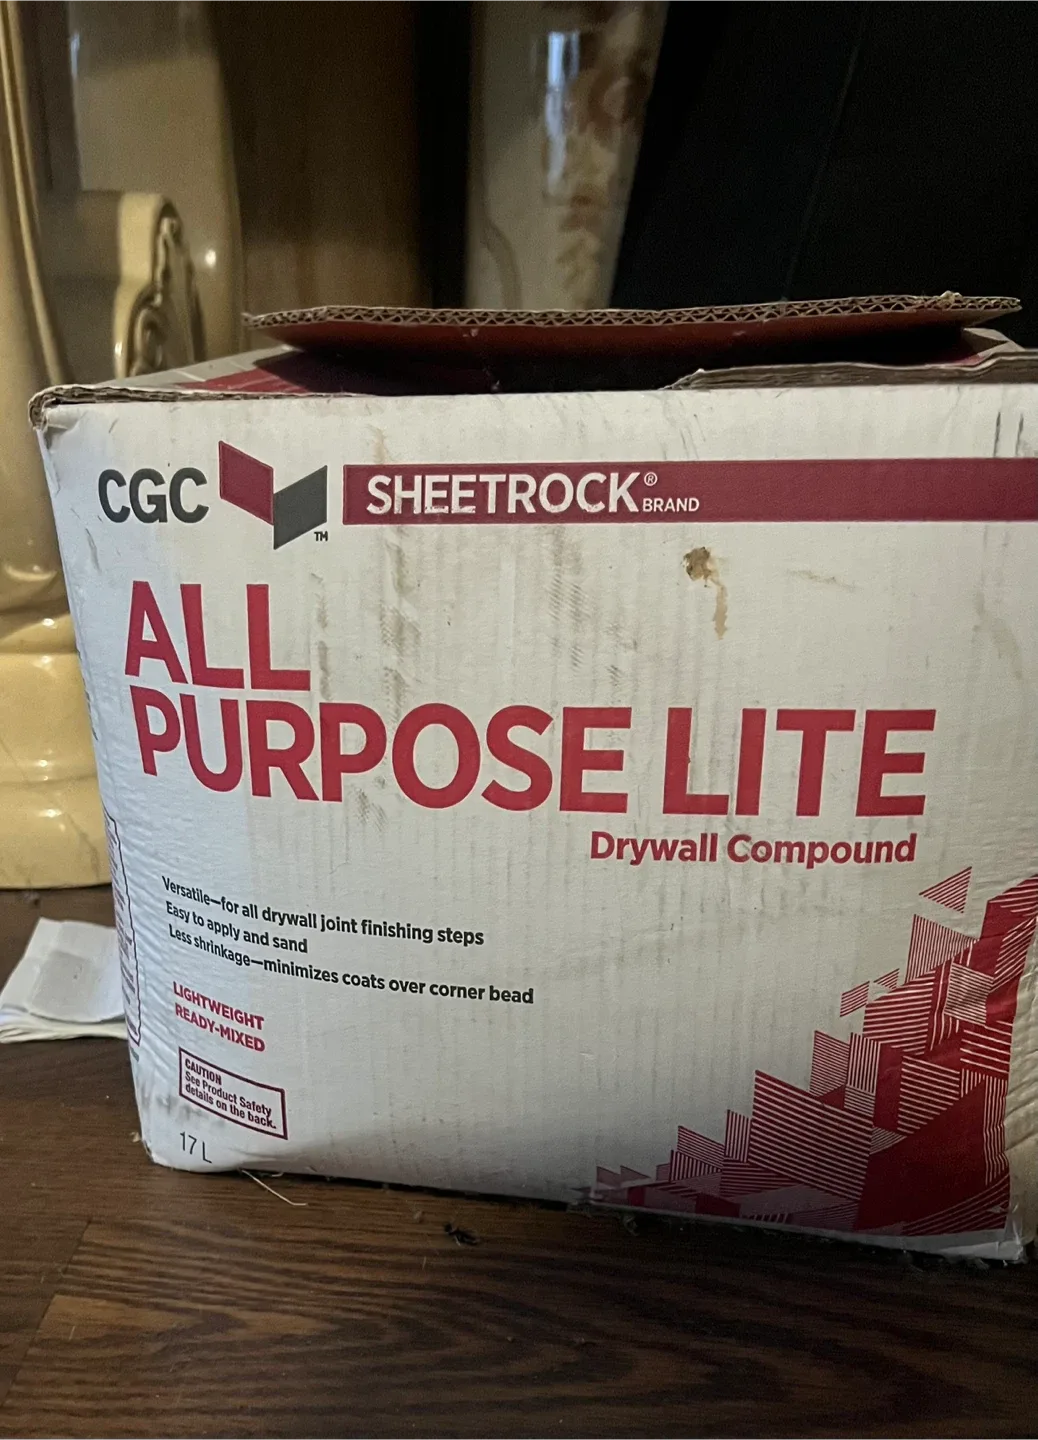 CGC™ SHEETROCK® BRAND
ALL
PURPOSE LITE
Drywall Compound
Versatile—for all drywall joint finishing steps
Easy to apply and sand
Less shrinkage—minimizes coats over corner bead
LIGHTWEIGHT
READY-MIXED
CAUTION
See Product Safety
details on the back.
17 L